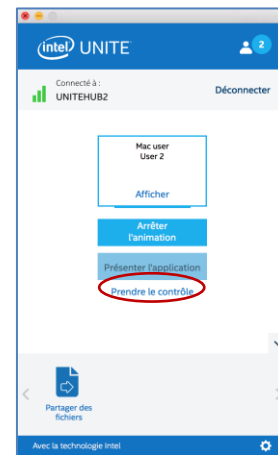 intel UNITE
2
Connecté à :
UNITEHUB2
Déconnecter
Mac user
User 2
Afficher
Arrêter
l'animation
Présenter l'application
Prendre le contrôle
Partager des
fichiers
Avec la technologie Intel